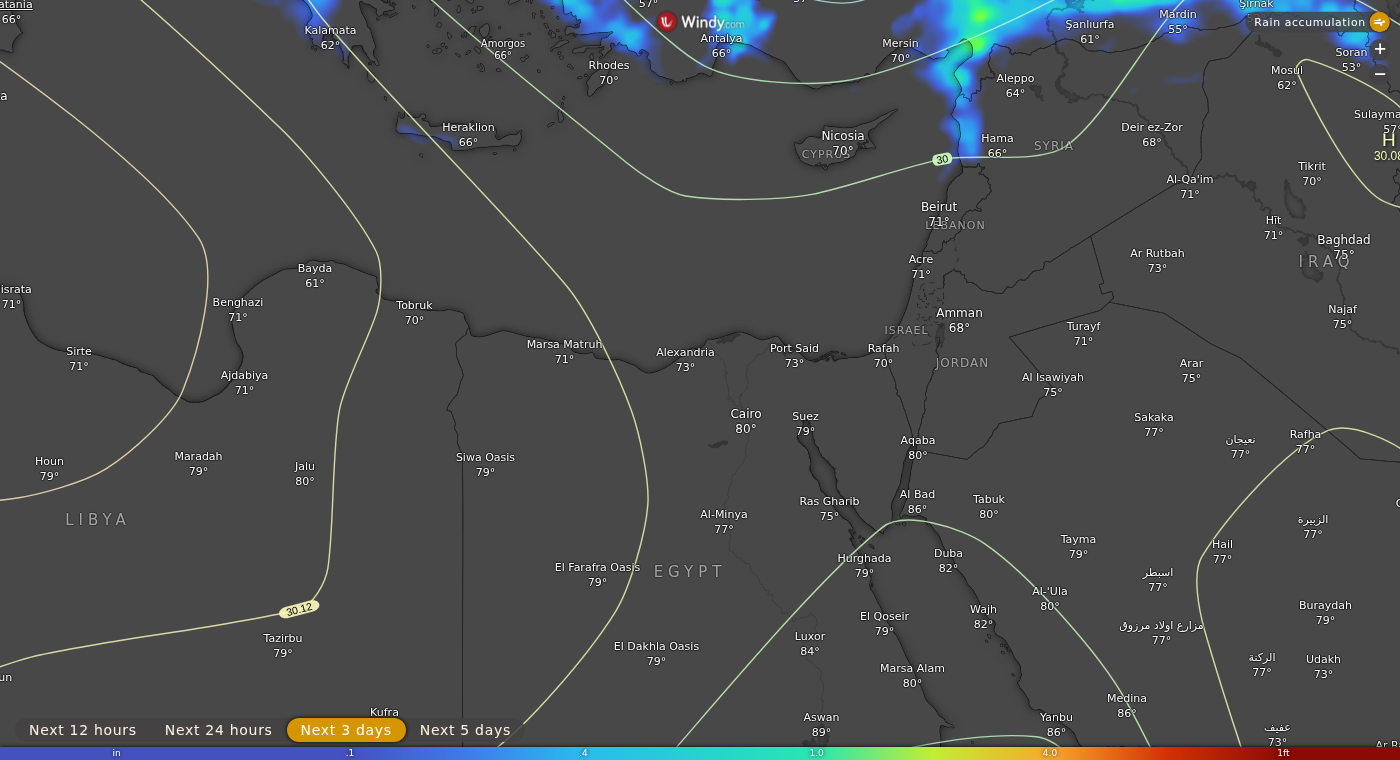 atania
66°
Kalamata
62°
Amorgos
66°
Rhodes
70°
57°
Windy.com
Antalya
66°
Mersin
70°
Şanlıurfa
61°
Mardin
55°
Şırnak
Rain accumulation
Soran
53°
+
−
Mosul
62°
Aleppo
64°
a
Heraklion
66°
Nicosia
70°
CYPRUS
Hama
66°
SYRIA
30
Deir ez-Zor
68°
Sulayma
57°
H
30.08
Tikrit
70°
Al-Qa'im
71°
Beirut
71°
LEBANON
Hīt
71°
Baghdad
75°
IRAQ
Acre
71°
Ar Rutbah
73°
Bayda
61°
israta
71°
Benghazi
71°
Tobruk
70°
Amman
68°
Najaf
75°
ISRAEL
Turayf
71°
Sirte
71°
Marsa Matruh
71°
Alexandria
73°
Port Said
73°
Rafah
70°
JORDAN
Arar
75°
Ajdabiya
71°
Al Isawiyah
75°
Cairo
80°
Suez
79°
Sakaka
77°
Aqaba
80°
نعيجان
77°
Rafha
77°
Houn
79°
Maradah
79°
Jalu
80°
Siwa Oasis
79°
Al Bad
86°
Tabuk
80°
Ras Gharib
75°
Al-Minya
77°
LIBYA
الزبيرة
77°
Hail
77°
Tayma
79°
Duba
82°
Hurghada
79°
El Farafra Oasis
79°
EGYPT
اسبطر
77°
Al-'Ula
80°
30.12
Wajh
82°
Buraydah
79°
El Qoseir
79°
مزارع اولاد مرزوق
77°
Tazirbu
79°
Luxor
84°
El Dakhla Oasis
79°
الركنة
77°
Udakh
73°
Marsa Alam
80°
un
Medina
86°
Kufra
Aswan
89°
Yanbu
86°
عفيف
73°
Next 12 hours
Next 24 hours
Next 3 days
Next 5 days
in .1 .4 1.0 4.0 1ft